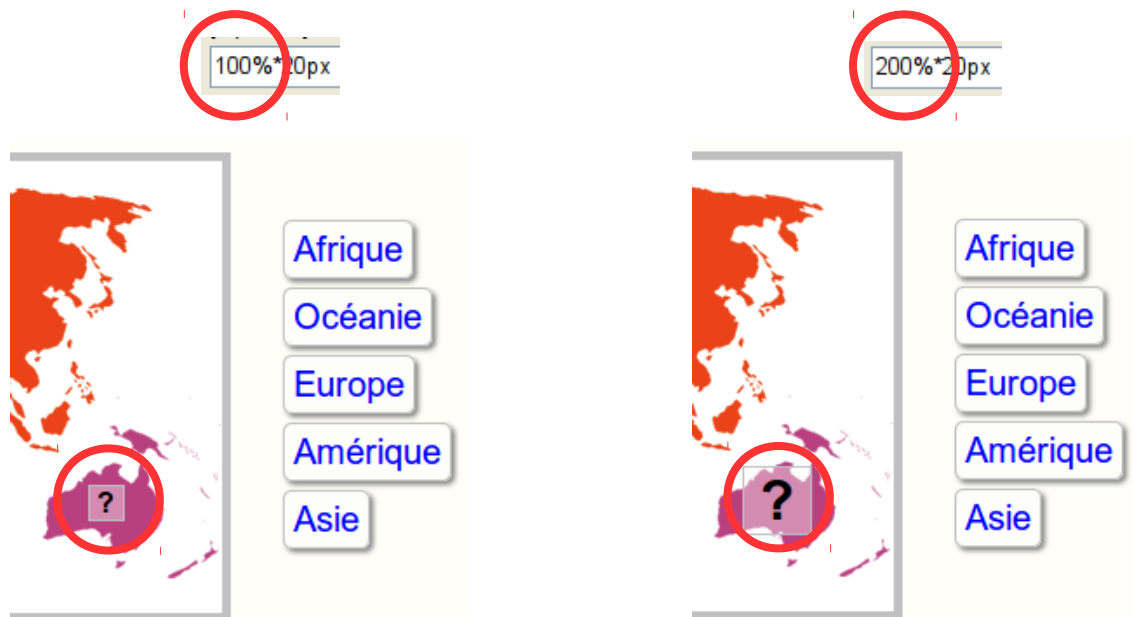 100%*20px
200%*20px
Afrique
Océanie
Europe
Amérique
Asie
?
Afrique
Océanie
Europe
Amérique
Asie
?